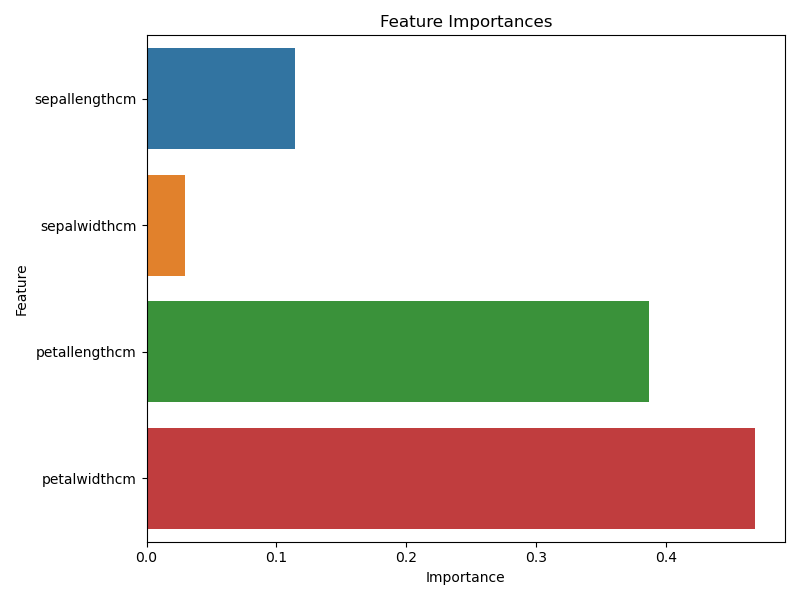 Feature Importances
Feature
sepallengthcm
sepalwidthcm
petallengthcm
petalwidthcm
0.0 0.1 0.2 0.3 0.4
Importance